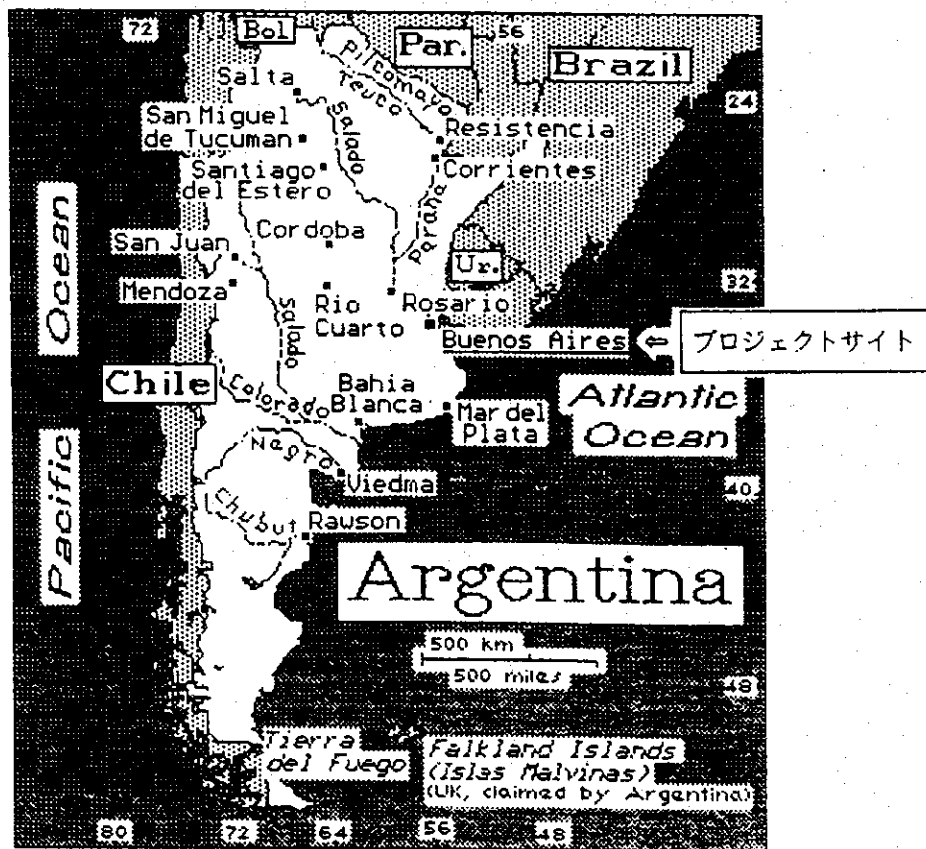 72
Bol
Par.
56
Brazil
Pilcomayo
Teuco
Salta
24
San Miguel
de Tucuman
Salado
Resistencia
Corrientes
Santiago
del Estero
Parana
Cordoba
San Juan
Ur.
Mendoza
32
Rio
Cuarto
Rosario
Salado
Buenos Aires
⇐
プロジェクトサイト
Chile
Colorado
Bahia
Blanca
Mar del
Plata
Atlantic
Ocean
Pacific Ocean
Negro
Viedma
40
Chubut
Rawson
Argentina
500 km
500 miles
48
Tierra
del Fuego
Falkland Islands
(Islas Malvinas)
(UK, claimed by Argentina)
80
72
64
56
48